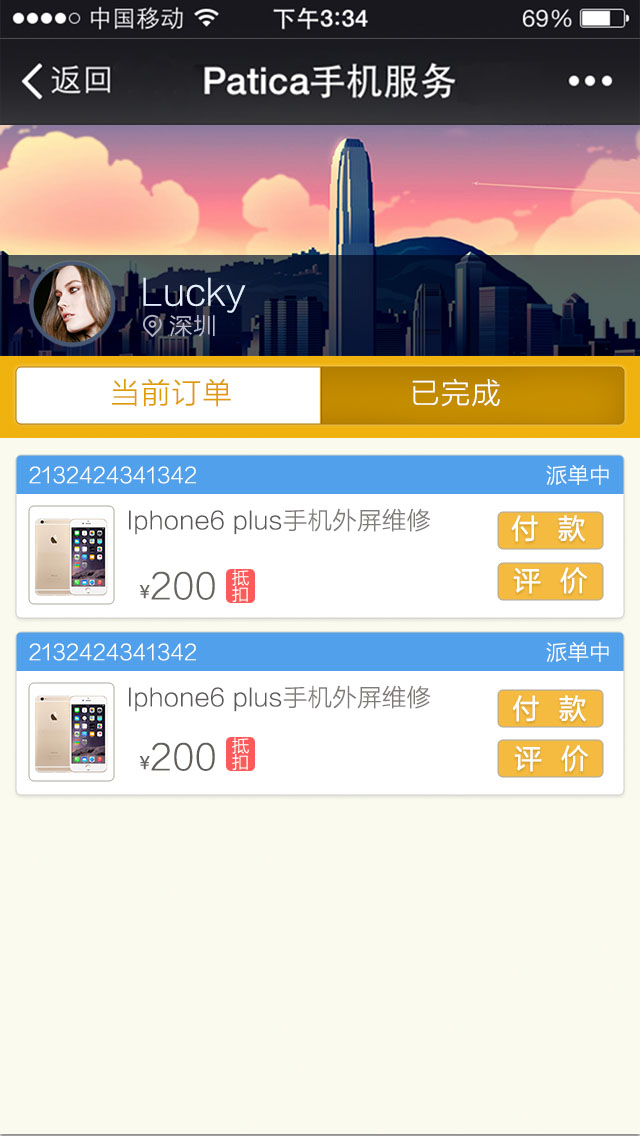 中国移动 下午3:34 69%
返回 Patica手机服务
Lucky
深圳
当前订单 已完成
2132424341342 派单中
Iphone6 plus手机外屏维修
付 款
¥200 抵扣
评 价
2132424341342 派单中
Iphone6 plus手机外屏维修
付 款
¥200 抵扣
评 价